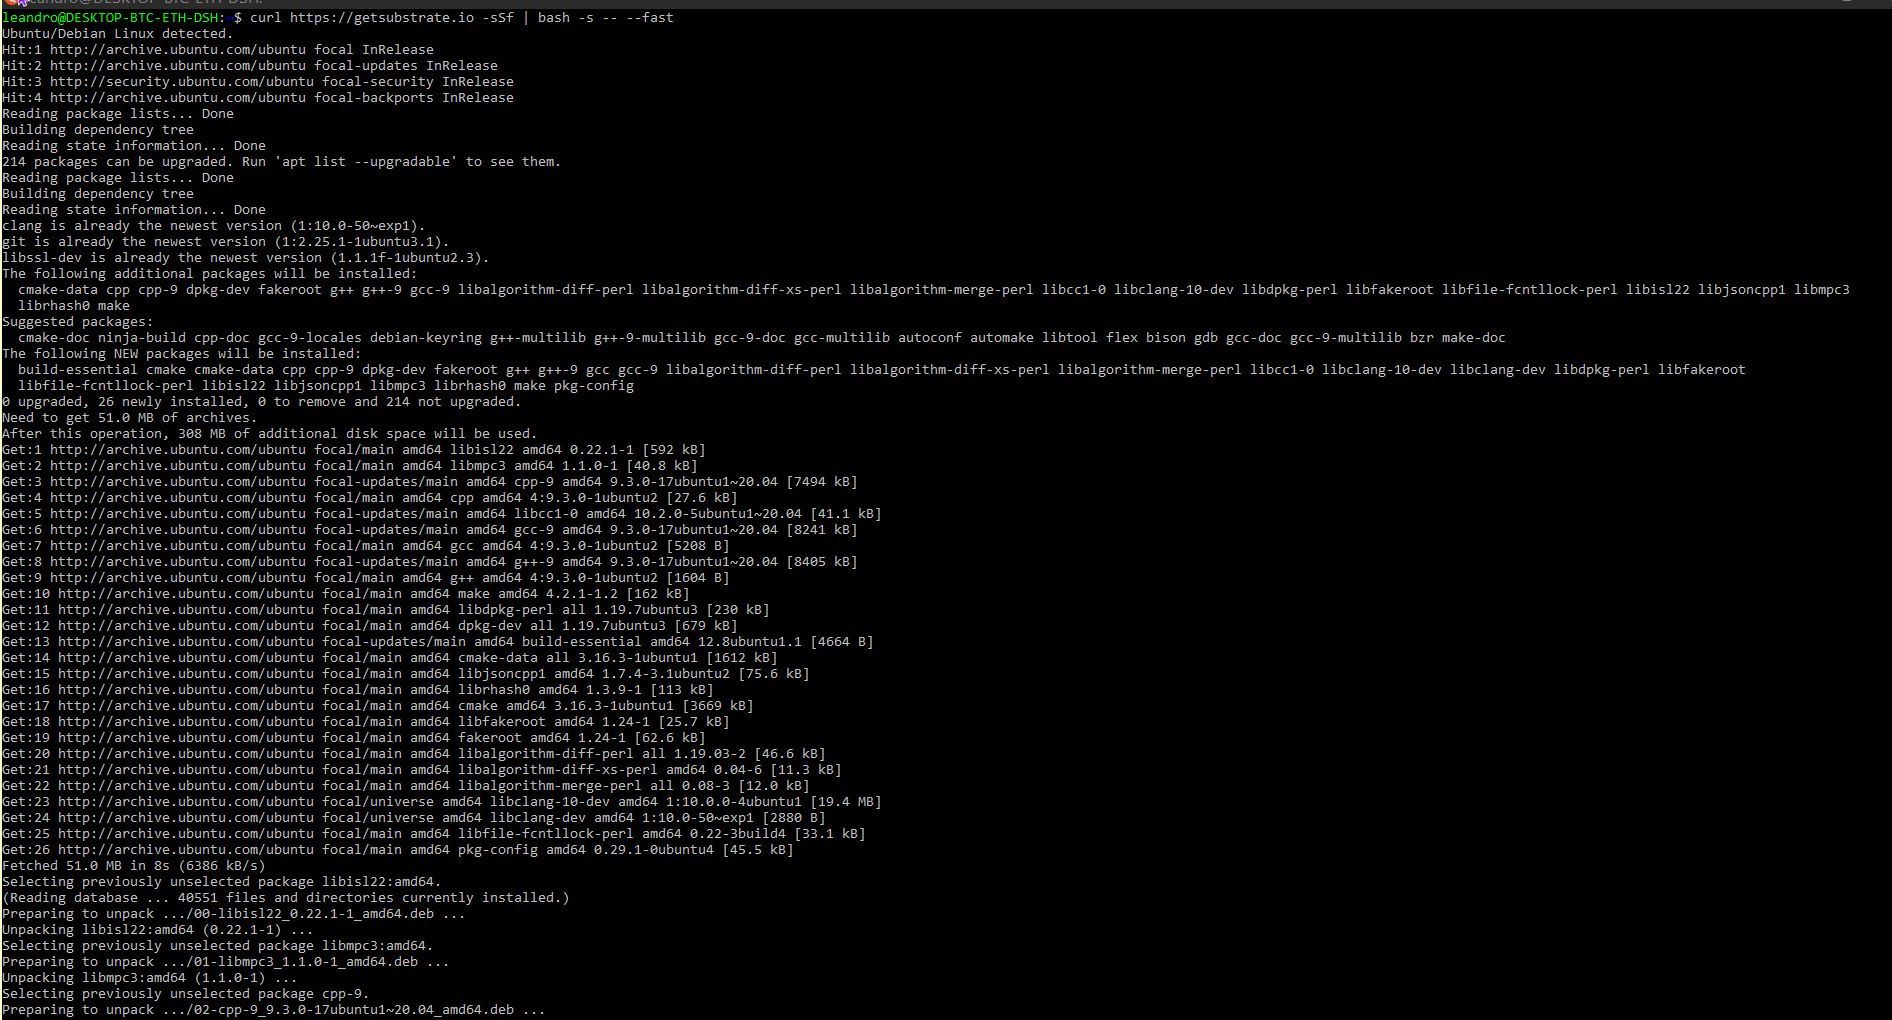 leandro@DESKTOP-BTC-ETH-DSH:~$ curl https://getsubstrate.io -sSf | bash -s -- --fast
Ubuntu/Debian Linux detected.
Hit:1 http://archive.ubuntu.com/ubuntu focal InRelease
Hit:2 http://archive.ubuntu.com/ubuntu focal-updates InRelease
Hit:3 http://security.ubuntu.com/ubuntu focal-security InRelease
Hit:4 http://archive.ubuntu.com/ubuntu focal-backports InRelease
Reading package lists... Done
Building dependency tree
Reading state information... Done
214 packages can be upgraded. Run 'apt list --upgradable' to see them.
Reading package lists... Done
Building dependency tree
Reading state information... Done
clang is already the newest version (1:10.0-50~exp1).
git is already the newest version (1:2.25.1-1ubuntu3.1).
libssl-dev is already the newest version (1.1.1f-1ubuntu2.3).
The following additional packages will be installed:
  cmake-data cpp cpp-9 dpkg-dev fakeroot g++ g++-9 gcc-9 libalgorithm-diff-perl libalgorithm-diff-xs-perl libalgorithm-merge-perl libcc1-0 libclang-10-dev libdpkg-perl libfakeroot libfile-fcntllock-perl libisl22 libjsoncpp1 libmpc3
  librhash0 make
Suggested packages:
  cmake-doc ninja-build cpp-doc gcc-9-locales debian-keyring g++-multilib g++-9-multilib gcc-9-doc gcc-multilib autoconf automake libtool flex bison gdb gcc-doc gcc-9-multilib bzr make-doc
The following NEW packages will be installed:
  build-essential cmake cmake-data cpp cpp-9 dpkg-dev fakeroot g++ g++-9 gcc gcc-9 libalgorithm-diff-perl libalgorithm-diff-xs-perl libalgorithm-merge-perl libcc1-0 libclang-10-dev libclang-dev libdpkg-perl libfakeroot
  libfile-fcntllock-perl libisl22 libjsoncpp1 libmpc3 librhash0 make pkg-config
0 upgraded, 26 newly installed, 0 to remove and 214 not upgraded.
Need to get 51.0 MB of archives.
After this operation, 308 MB of additional disk space will be used.
Get:1 http://archive.ubuntu.com/ubuntu focal/main amd64 libisl22 amd64 0.22.1-1 [592 kB]
Get:2 http://archive.ubuntu.com/ubuntu focal/main amd64 libmpc3 amd64 1.1.0-1 [40.8 kB]
Get:3 http://archive.ubuntu.com/ubuntu focal-updates/main amd64 cpp-9 amd64 9.3.0-17ubuntu1~20.04 [7494 kB]
Get:4 http://archive.ubuntu.com/ubuntu focal/main amd64 cpp amd64 4:9.3.0-1ubuntu2 [27.6 kB]
Get:5 http://archive.ubuntu.com/ubuntu focal-updates/main amd64 libcc1-0 amd64 10.2.0-5ubuntu1~20.04 [41.1 kB]
Get:6 http://archive.ubuntu.com/ubuntu focal-updates/main amd64 gcc-9 amd64 9.3.0-17ubuntu1~20.04 [8241 kB]
Get:7 http://archive.ubuntu.com/ubuntu focal/main amd64 gcc amd64 4:9.3.0-1ubuntu2 [5208 B]
Get:8 http://archive.ubuntu.com/ubuntu focal-updates/main amd64 g++-9 amd64 9.3.0-17ubuntu1~20.04 [8405 kB]
Get:9 http://archive.ubuntu.com/ubuntu focal/main amd64 g++ amd64 4:9.3.0-1ubuntu2 [1604 B]
Get:10 http://archive.ubuntu.com/ubuntu focal/main amd64 make amd64 4.2.1-1.2 [162 kB]
Get:11 http://archive.ubuntu.com/ubuntu focal/main amd64 libdpkg-perl all 1.19.7ubuntu3 [230 kB]
Get:12 http://archive.ubuntu.com/ubuntu focal/main amd64 dpkg-dev all 1.19.7ubuntu3 [679 kB]
Get:13 http://archive.ubuntu.com/ubuntu focal-updates/main amd64 build-essential amd64 12.8ubuntu1.1 [4664 B]
Get:14 http://archive.ubuntu.com/ubuntu focal/main amd64 cmake-data all 3.16.3-1ubuntu1 [1612 kB]
Get:15 http://archive.ubuntu.com/ubuntu focal/main amd64 libjsoncpp1 amd64 1.7.4-3.1ubuntu2 [75.6 kB]
Get:16 http://archive.ubuntu.com/ubuntu focal/main amd64 librhash0 amd64 1.3.9-1 [113 kB]
Get:17 http://archive.ubuntu.com/ubuntu focal/main amd64 cmake amd64 3.16.3-1ubuntu1 [3669 kB]
Get:18 http://archive.ubuntu.com/ubuntu focal/main amd64 libfakeroot amd64 1.24-1 [25.7 kB]
Get:19 http://archive.ubuntu.com/ubuntu focal/main amd64 fakeroot amd64 1.24-1 [62.6 kB]
Get:20 http://archive.ubuntu.com/ubuntu focal/main amd64 libalgorithm-diff-perl all 1.19.03-2 [46.6 kB]
Get:21 http://archive.ubuntu.com/ubuntu focal/main amd64 libalgorithm-diff-xs-perl amd64 0.04-6 [11.3 kB]
Get:22 http://archive.ubuntu.com/ubuntu focal/main amd64 libalgorithm-merge-perl all 0.08-3 [12.0 kB]
Get:23 http://archive.ubuntu.com/ubuntu focal/universe amd64 libclang-10-dev amd64 1:10.0.0-4ubuntu1 [19.4 MB]
Get:24 http://archive.ubuntu.com/ubuntu focal/universe amd64 libclang-dev amd64 1:10.0-50~exp1 [2880 B]
Get:25 http://archive.ubuntu.com/ubuntu focal/main amd64 libfile-fcntllock-perl amd64 0.22-3build4 [33.1 kB]
Get:26 http://archive.ubuntu.com/ubuntu focal/main amd64 pkg-config amd64 0.29.1-0ubuntu4 [45.5 kB]
Fetched 51.0 MB in 8s (6386 kB/s)
Selecting previously unselected package libisl22:amd64.
(Reading database ... 40551 files and directories currently installed.)
Preparing to unpack .../00-libisl22_0.22.1-1_amd64.deb ...
Unpacking libisl22:amd64 (0.22.1-1) ...
Selecting previously unselected package libmpc3:amd64.
Preparing to unpack .../01-libmpc3_1.1.0-1_amd64.deb ...
Unpacking libmpc3:amd64 (1.1.0-1) ...
Selecting previously unselected package cpp-9.
Preparing to unpack .../02-cpp-9_9.3.0-17ubuntu1~20.04_amd64.deb ...